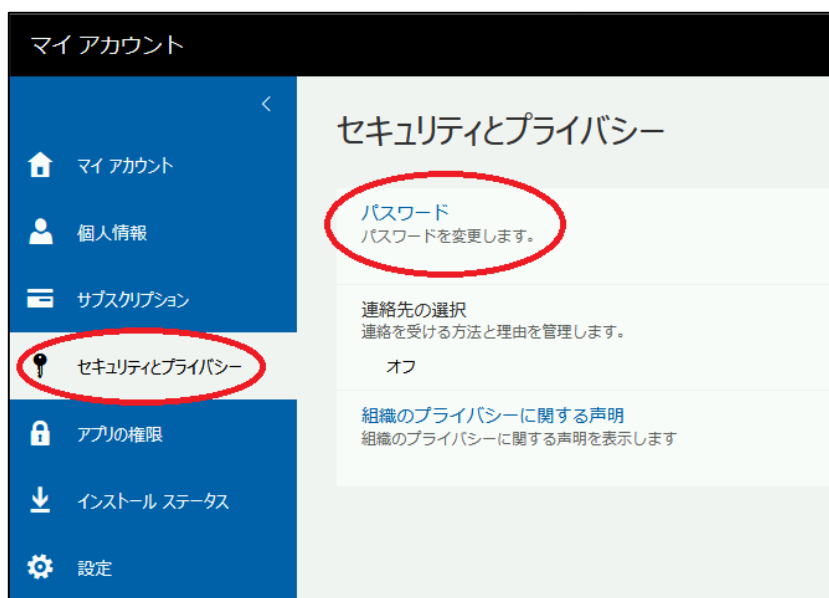 マイ アカウント
マイ アカウント
個人情報
サブスクリプション
セキュリティとプライバシー
アプリの権限
インストール ステータス
設定
セキュリティとプライバシー
パスワード
パスワードを変更します。
連絡先の選択
連絡を受ける方法と理由を管理します。
オフ
組織のプライバシーに関する声明
組織のプライバシーに関する声明を表示します